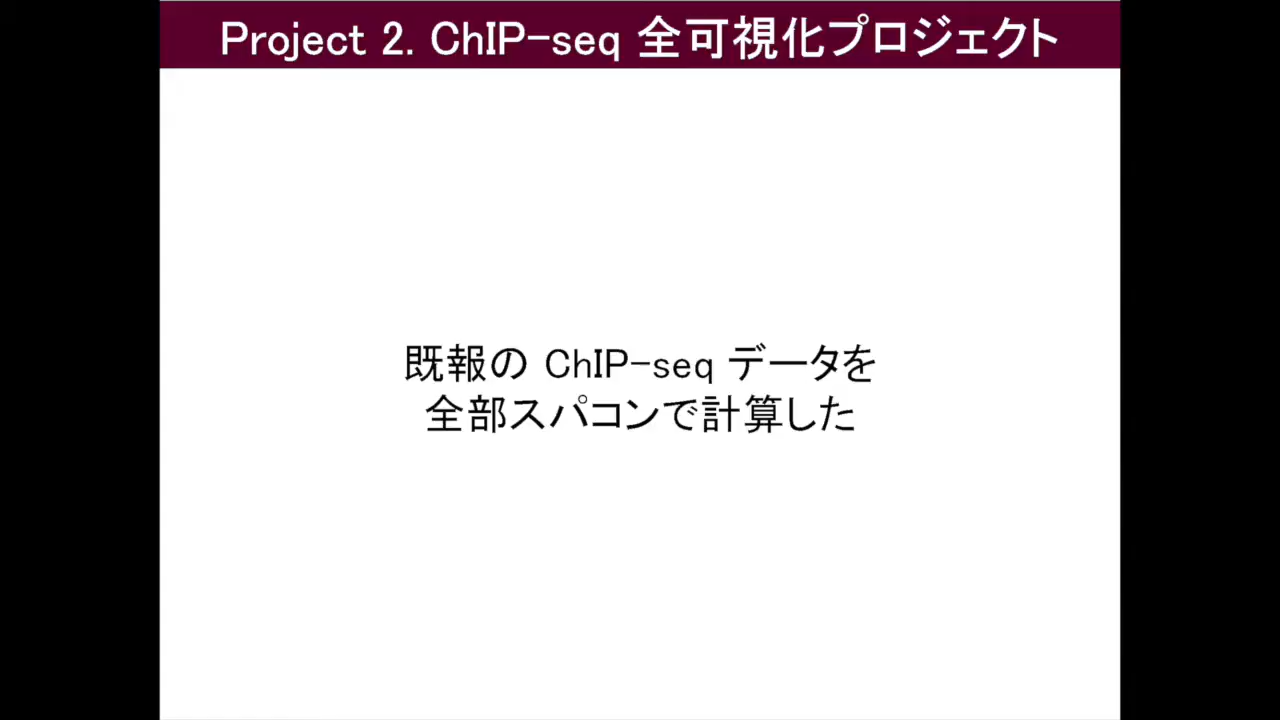 Project 2. ChIP-seq 全可視化プロジェクト
既報の ChIP-seq データを
全部スパコンで計算した